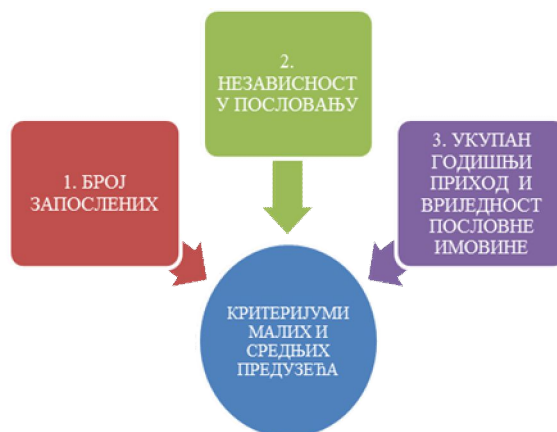 1. БРОЈ
ЗАПОСЛЕНИХ
2.
НЕЗАВИСНОСТ
У ПОСЛОВАЊУ
3. УКУПАН
ГОДИШЊИ
ПРИХОД И
ВРИЈЕДНОСТ
ПОСЛОВНЕ
ИМОВИНЕ
КРИТЕРИЈУМИ
МАЛИХ И
СРЕДЊИХ
ПРЕДУЗЕЋА